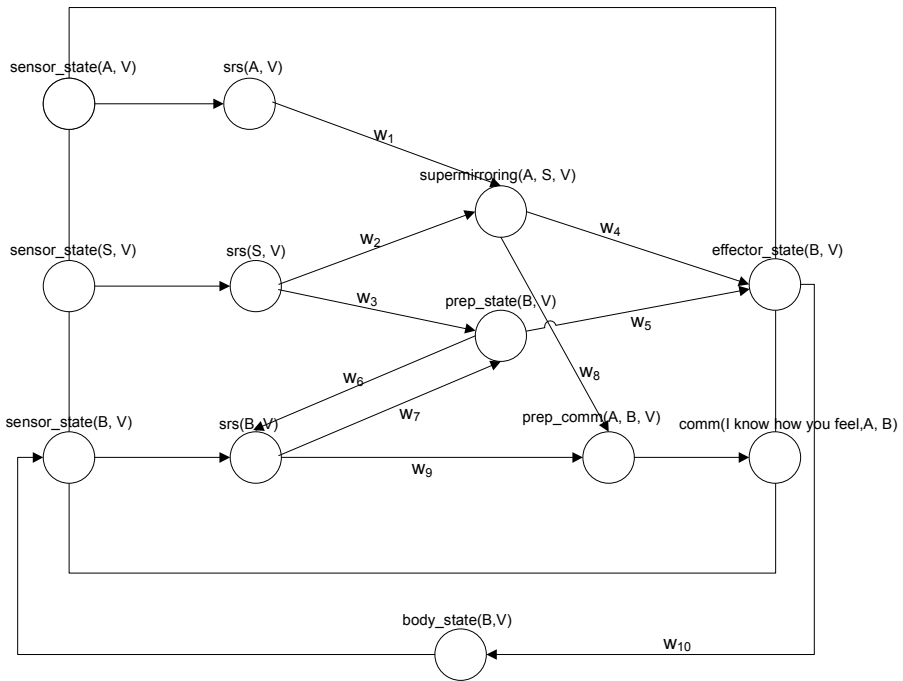 sensor_state(A, V)
srs(A, V)
w1
supermirroring(A, S, V)
sensor_state(S, V)
srs(S, V)
w2
w4
effector_state(B, V)
w3
prep_state(B, V)
w5
w6
w8
w7
sensor_state(B, V)
srs(B, V)
prep_comm(A, B, V)
comm(I know how you feel,A, B)
w9
body_state(B,V)
w10